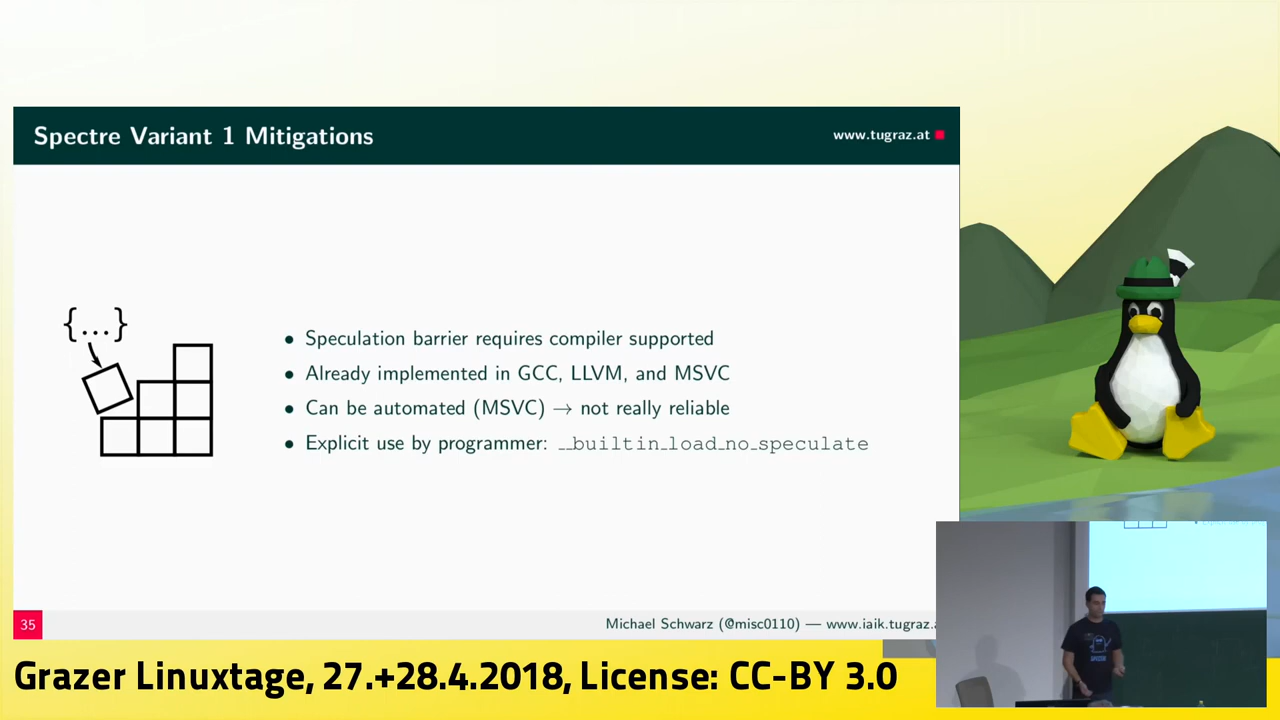 Spectre Variant 1 Mitigations
www.tugraz.at
{...}
• Speculation barrier requires compiler supported
• Already implemented in GCC, LLVM, and MSVC
• Can be automated (MSVC) → not really reliable
• Explicit use by programmer: __builtin_load_no_speculate
35
Michael Schwarz (@misc0110) — www.iaik.tugraz.
Grazer Linuxtage, 27.+28.4.2018, License: CC-BY 3.0